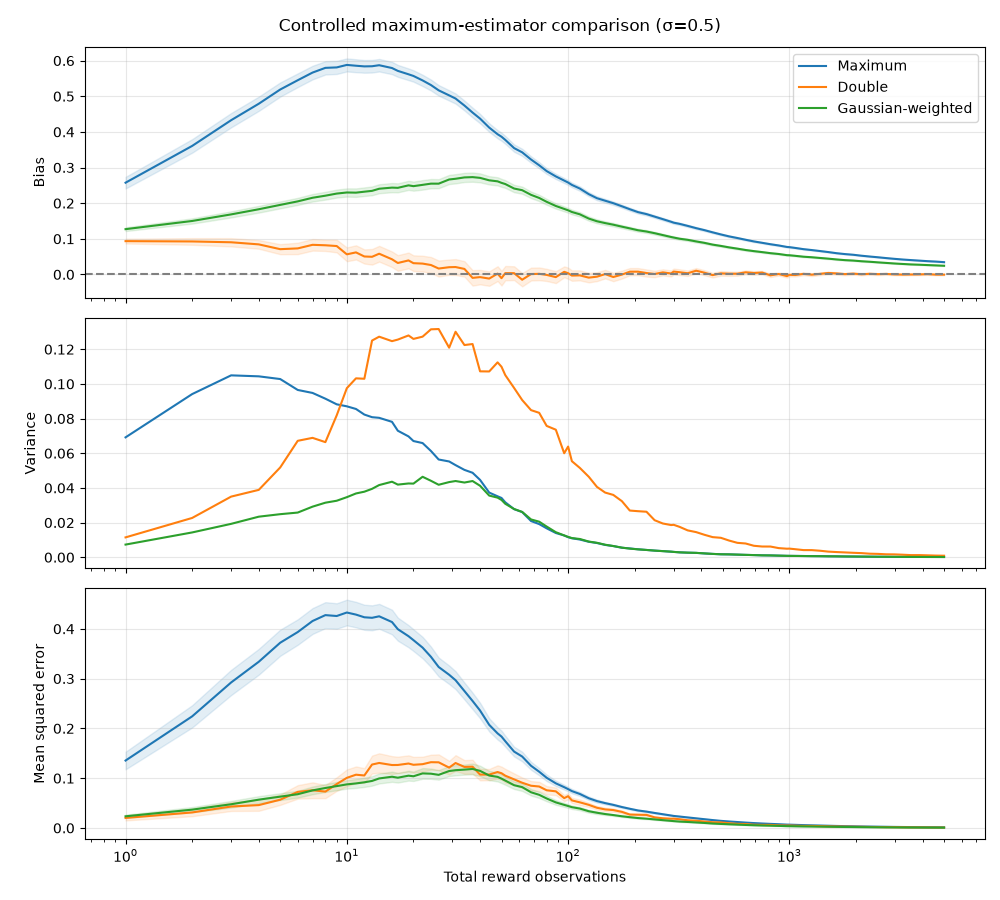 Controlled maximum-estimator comparison (σ=0.5)
Maximum
Double
Gaussian-weighted
Bias
0.6
0.5
0.4
0.3
0.2
0.1
0.0
Variance
0.12
0.10
0.08
0.06
0.04
0.02
0.00
Mean squared error
0.4
0.3
0.2
0.1
0.0
10⁰ 10¹ 10² 10³
Total reward observations